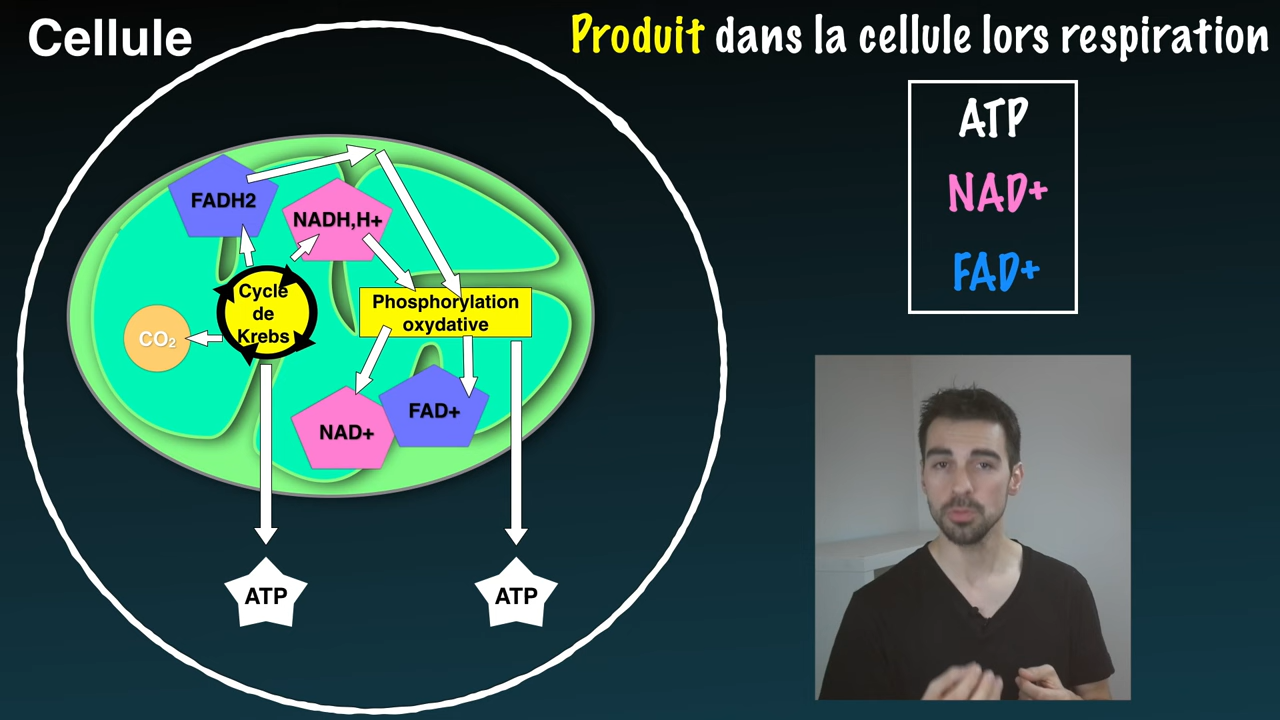 Cellule
Produit dans la cellule lors respiration
ATP
NAD+
FAD+
FADH2
NADH,H+
Cycle
de
Krebs
CO₂
Phosphorylation
oxydative
NAD+
FAD+
ATP
ATP